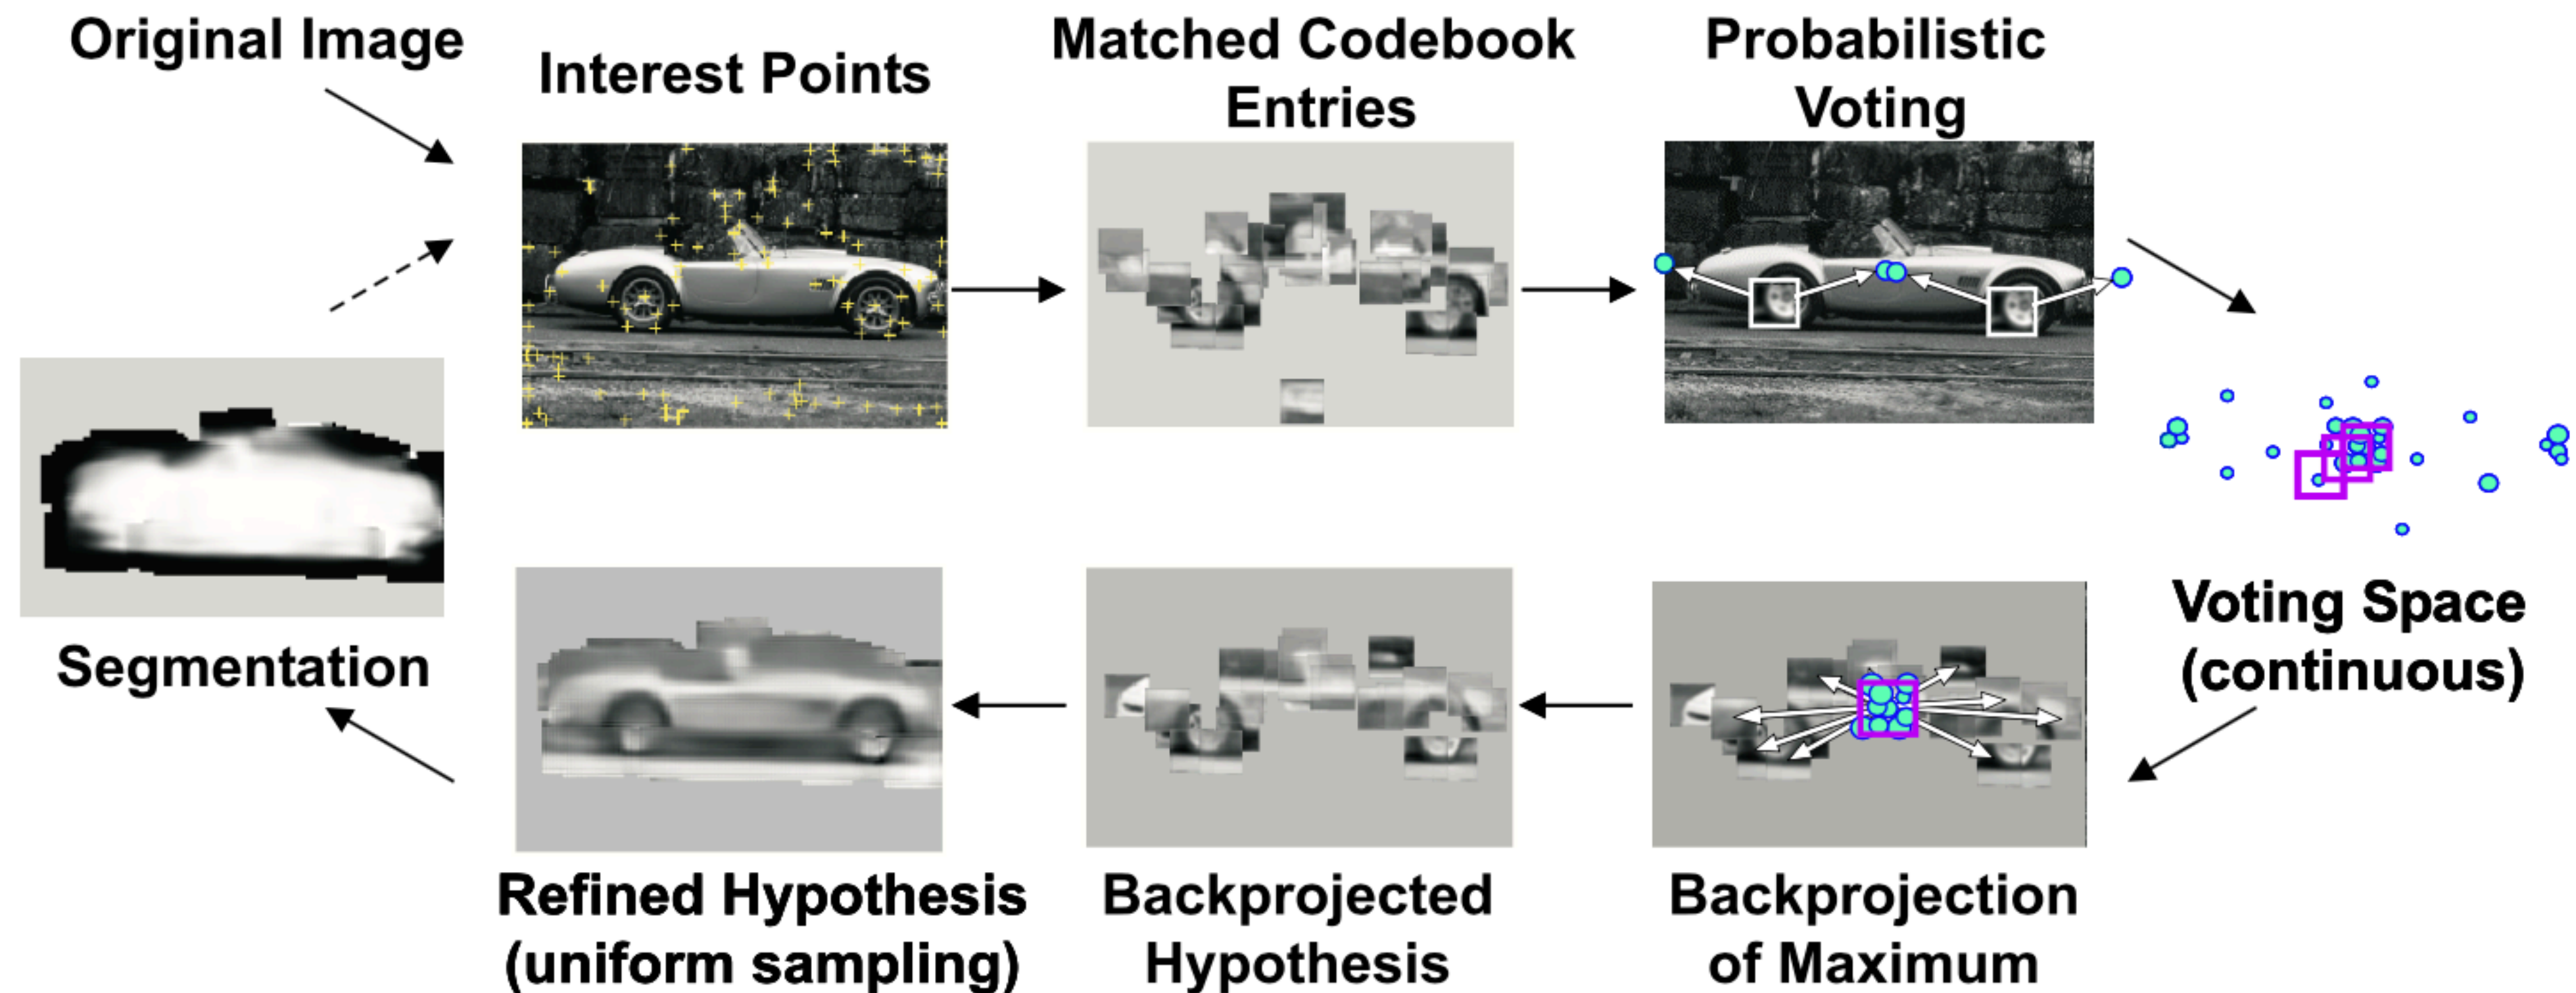 Original Image
Interest Points
Matched Codebook
Entries
Probabilistic
Voting
Voting Space
(continuous)
Segmentation
Refined Hypothesis
(uniform sampling)
Backprojected
Hypothesis
Backprojection
of Maximum